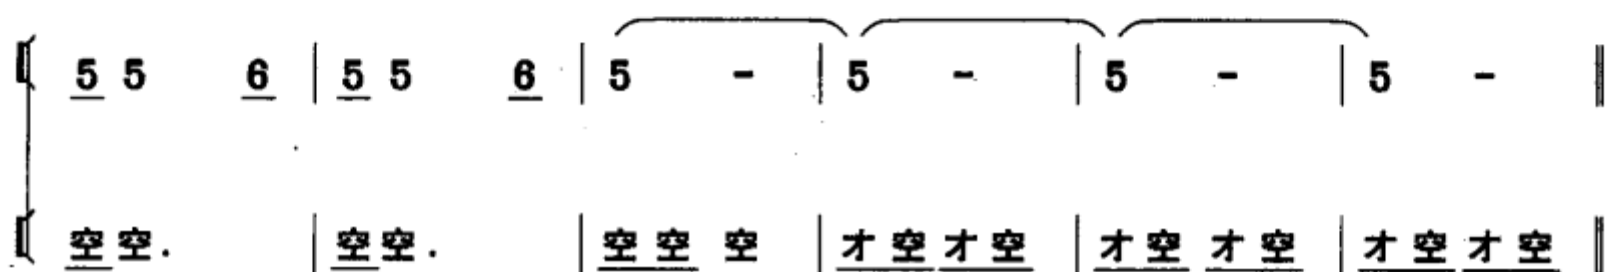 5 5 6 | 5 5 6 | 5 - | 5 - | 5 - | 5 - ‖
空 空. | 空 空. | 空 空 空 | 才 空 才 空 | 才 空 才 空 | 才 空 才 空 ‖